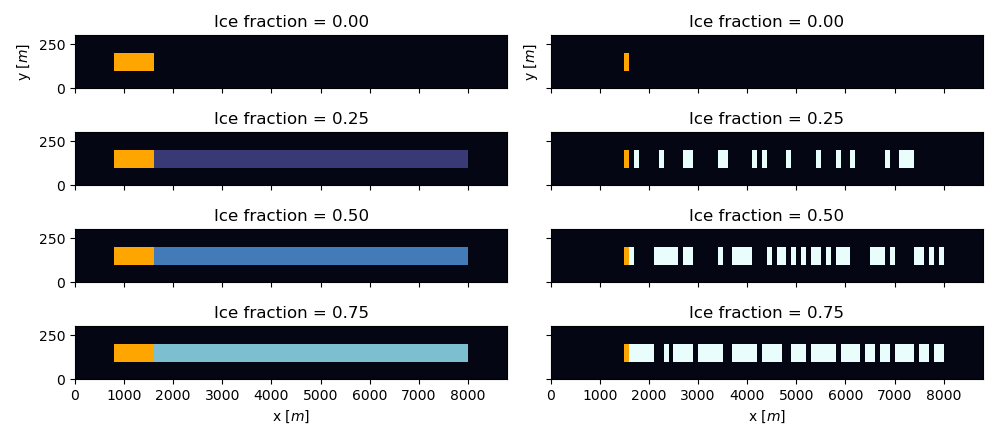 Ice fraction = 0.00
Ice fraction = 0.00
250
0
y [m]
y [m]
Ice fraction = 0.25
Ice fraction = 0.25
250
0
Ice fraction = 0.50
Ice fraction = 0.50
250
0
Ice fraction = 0.75
Ice fraction = 0.75
250
0
0 1000 2000 3000 4000 5000 6000 7000 8000
0 1000 2000 3000 4000 5000 6000 7000 8000
x [m]
x [m]